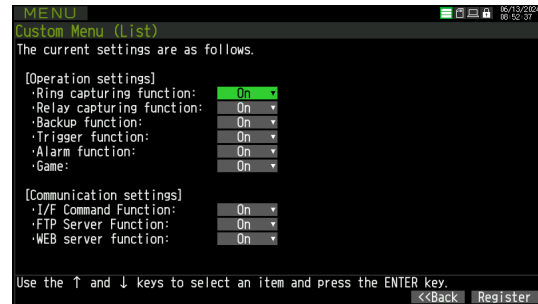 MENU
06/13/2024
08:52:37
Custom Menu (List)
The current settings are as follows.
[Operation settings]
·Ring capturing function: On
·Relay capturing function: On
·Backup function: On
·Trigger function: On
·Alarm function: On
·Game: On
[Communication settings]
·I/F Command Function: On
·FTP Server Function: On
·WEB server function: On
Use the ↑ and ↓ keys to select an item and press the ENTER key.
<<Back Register